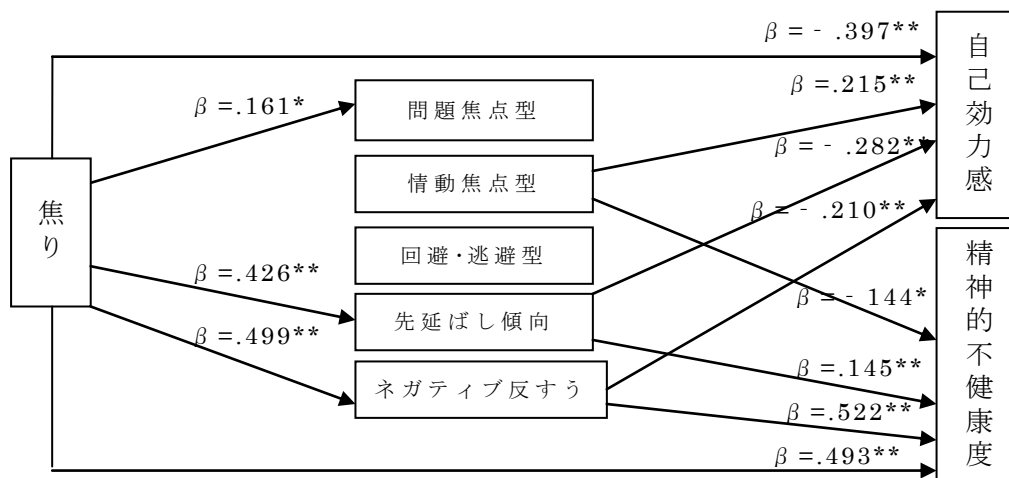 β=-.397**
自己効力感
β=.215**
β=.161*
問題焦点型
β=-.282**
情動焦点型
焦り
β=-.210**
回避・逃避型
精神的不健康度
β=.426**
β=-144*
先延ばし傾向
β=.499**
β=.145**
ネガティブ反すう
β=.522**
β=.493**